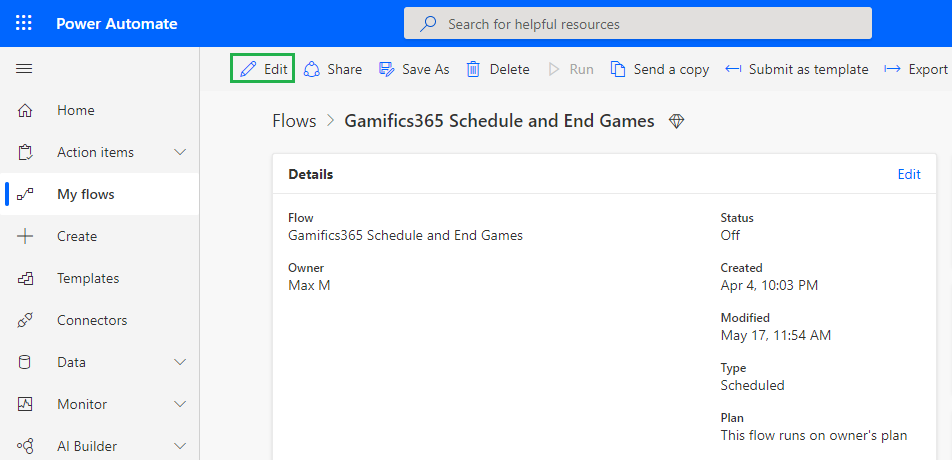 Power Automate
Search for helpful resources
Edit Share Save As Delete Run Send a copy Submit as template Export
Home
Action items
My flows
Create
Templates
Connectors
Data
Monitor
AI Builder
Flows > Gamifics365 Schedule and End Games
Details Edit
Flow
Gamifics365 Schedule and End Games
Owner
Max M
Status
Off
Created
Apr 4, 10:03 PM
Modified
May 17, 11:54 AM
Type
Scheduled
Plan
This flow runs on owner's plan